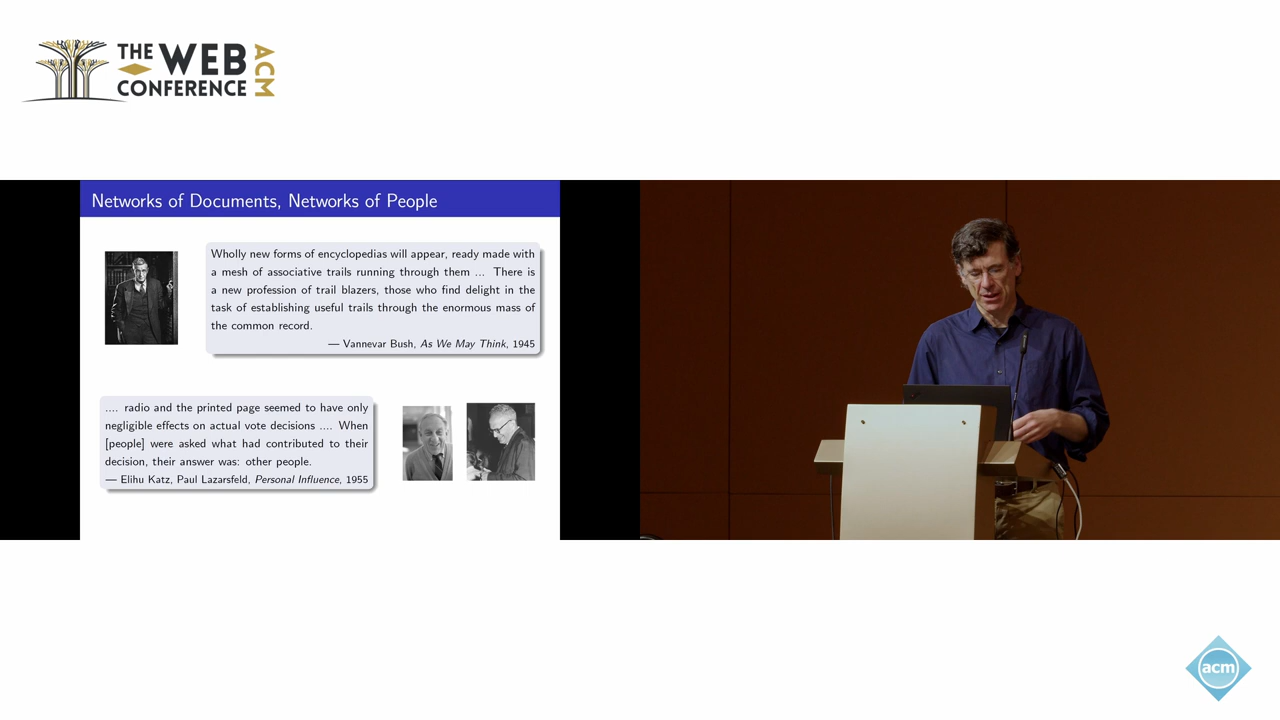 THE WEB
CONFERENCE
ACM
Networks of Documents, Networks of People
Wholly new forms of encyclopedias will appear, ready made with
a mesh of associative trails running through them ... There is
a new profession of trail blazers, those who find delight in the
task of establishing useful trails through the enormous mass of
the common record.
— Vannevar Bush, As We May Think, 1945
.... radio and the printed page seemed to have only
negligible effects on actual vote decisions .... When
[people] were asked what had contributed to their
decision, their answer was: other people.
— Elihu Katz, Paul Lazarsfeld, Personal Influence, 1955
acm